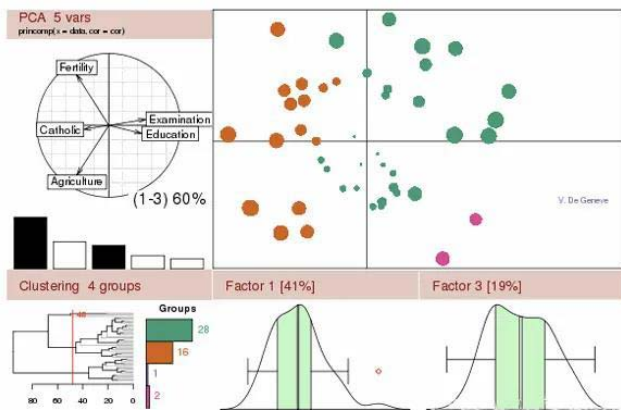 PCA 5 vars
princomp(x = data, cor = cor)
Fertility
Examination
Catholic
Education
Agriculture
(1-3) 60%
V. De Geneve
Clustering 4 groups
Factor 1 [41%]
Factor 3 [19%]
Groups
48
28
16
1
2
80 60 40 20 0